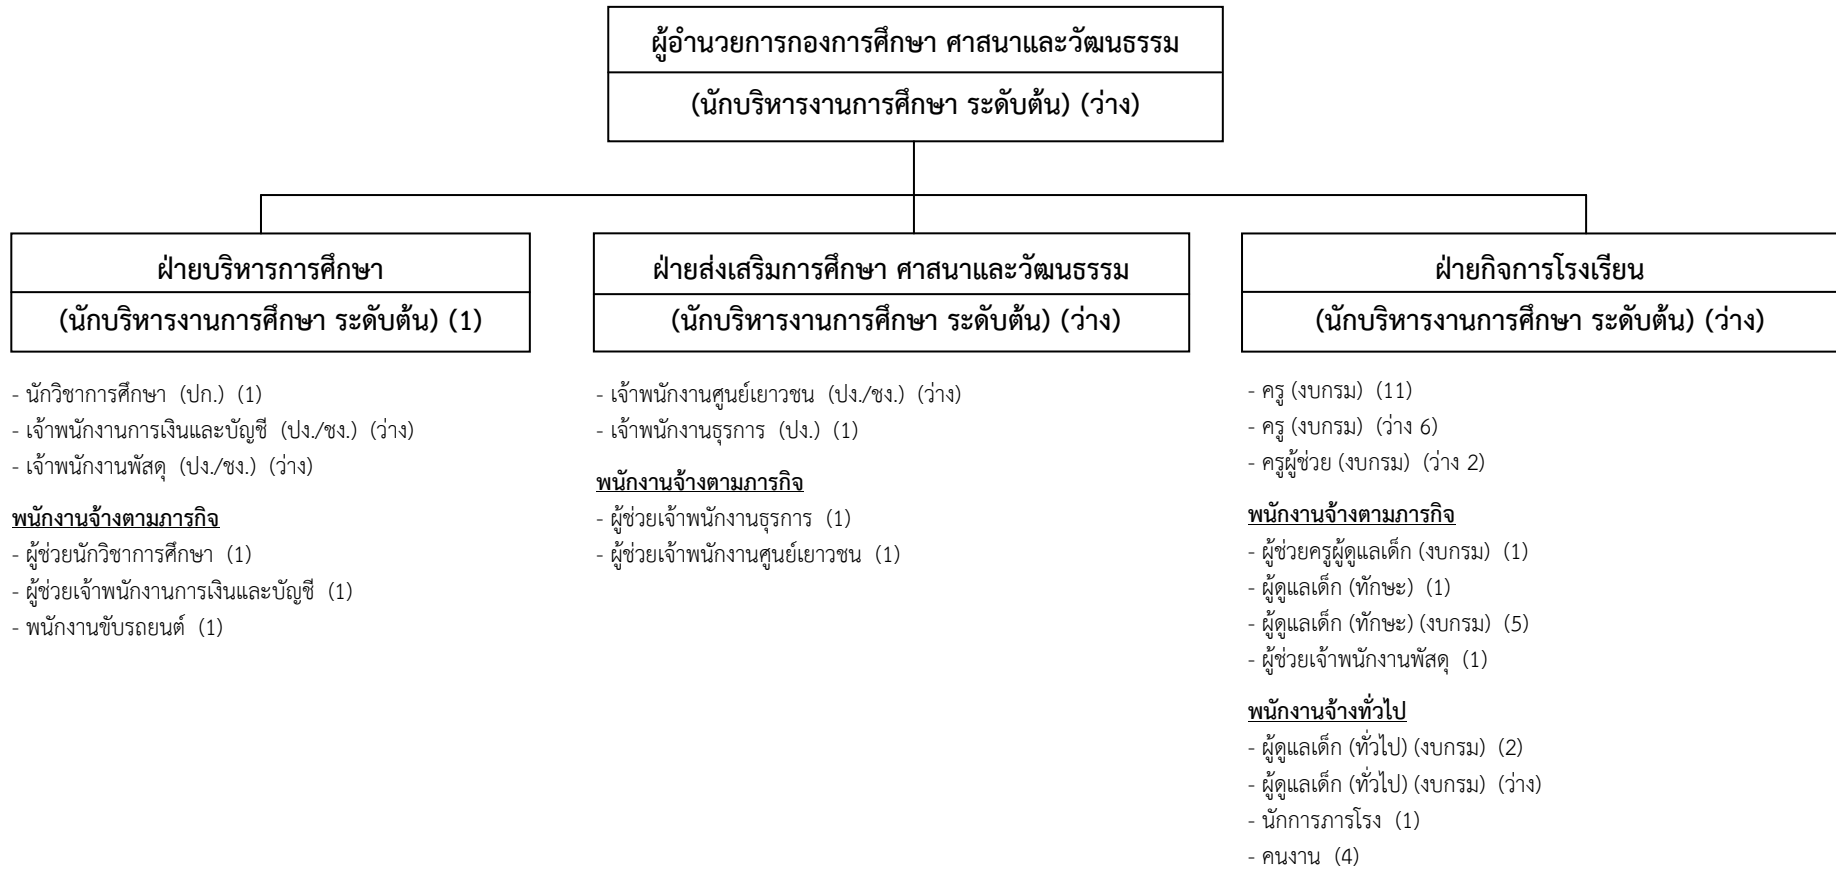 ผู้อำนวยการกองการศึกษา ศาสนาและวัฒนธรรม
(นักบริหารงานการศึกษา ระดับต้น) (ว่าง)
ฝ่ายบริหารการศึกษา
(นักบริหารงานการศึกษา ระดับต้น) (1)
- นักวิชาการศึกษา (ปก.) (1)
- เจ้าพนักงานการเงินและบัญชี (ปง./ชง.) (ว่าง)
- เจ้าพนักงานพัสดุ (ปง./ชง.) (ว่าง)
พนักงานจ้างตามภารกิจ
- ผู้ช่วยนักวิชาการศึกษา (1)
- ผู้ช่วยเจ้าพนักงานการเงินและบัญชี (1)
- พนักงานขับรถยนต์ (1)
ฝ่ายส่งเสริมการศึกษา ศาสนาและวัฒนธรรม
(นักบริหารงานการศึกษา ระดับต้น) (ว่าง)
- เจ้าพนักงานศูนย์เยาวชน (ปง./ชง.) (ว่าง)
- เจ้าพนักงานธุรการ (ปง.) (1)
พนักงานจ้างตามภารกิจ
- ผู้ช่วยเจ้าพนักงานธุรการ (1)
- ผู้ช่วยเจ้าพนักงานศูนย์เยาวชน (1)
ฝ่ายกิจการโรงเรียน
(นักบริหารงานการศึกษา ระดับต้น) (ว่าง)
- ครู (งบกรม) (11)
- ครู (งบกรม) (ว่าง 6)
- ครูผู้ช่วย (งบกรม) (ว่าง 2)
พนักงานจ้างตามภารกิจ
- ผู้ช่วยครูผู้ดูแลเด็ก (งบกรม) (1)
- ผู้ดูแลเด็ก (ทักษะ) (1)
- ผู้ดูแลเด็ก (ทักษะ) (งบกรม) (5)
- ผู้ช่วยเจ้าพนักงานพัสดุ (1)
พนักงานจ้างทั่วไป
- ผู้ดูแลเด็ก (ทั่วไป) (งบกรม) (2)
- ผู้ดูแลเด็ก (ทั่วไป) (งบกรม) (ว่าง)
- นักการภารโรง (1)
- คนงาน (4)